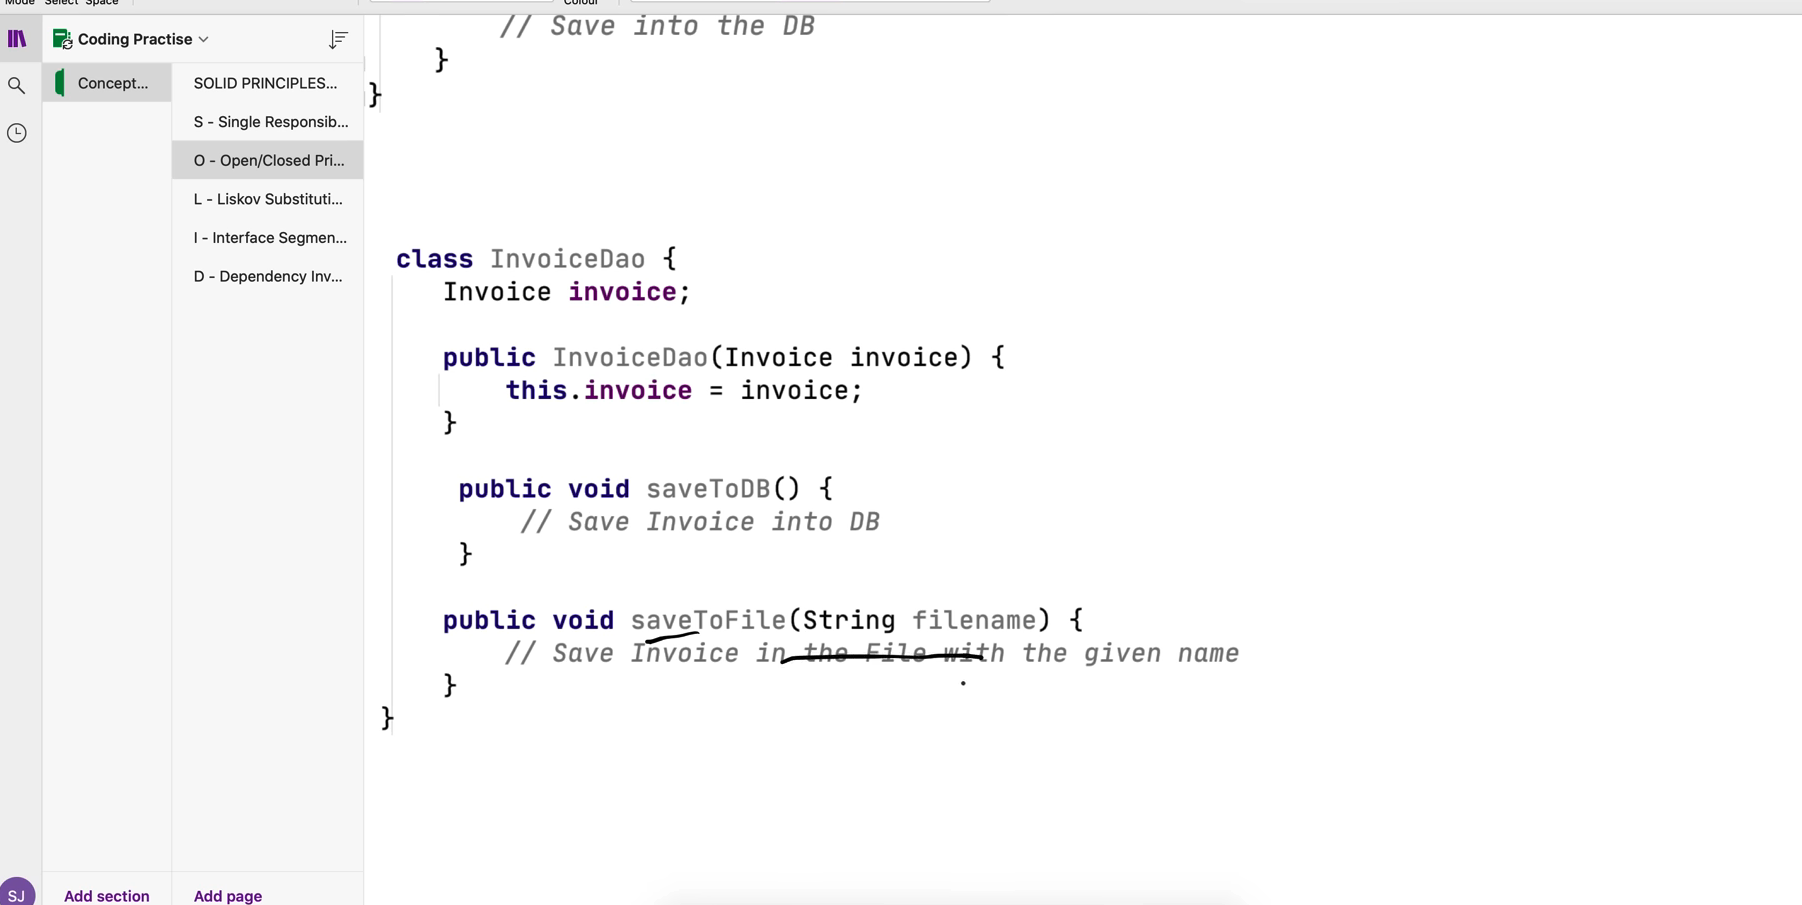 Mode Select Space Colour
Coding Practise
Concept...
SOLID PRINCIPLES...
S - Single Responsib...
O - Open/Closed Pri...
L - Liskov Substituti...
I - Interface Segmen...
D - Dependency Inv...
Add section
Add page
SJ
// Save into the DB
}
}
class InvoiceDao {
Invoice invoice;
public InvoiceDao(Invoice invoice) {
this.invoice = invoice;
}
public void saveToDB() {
// Save Invoice into DB
}
public void saveToFile(String filename) {
// Save Invoice in the File with the given name
}
}